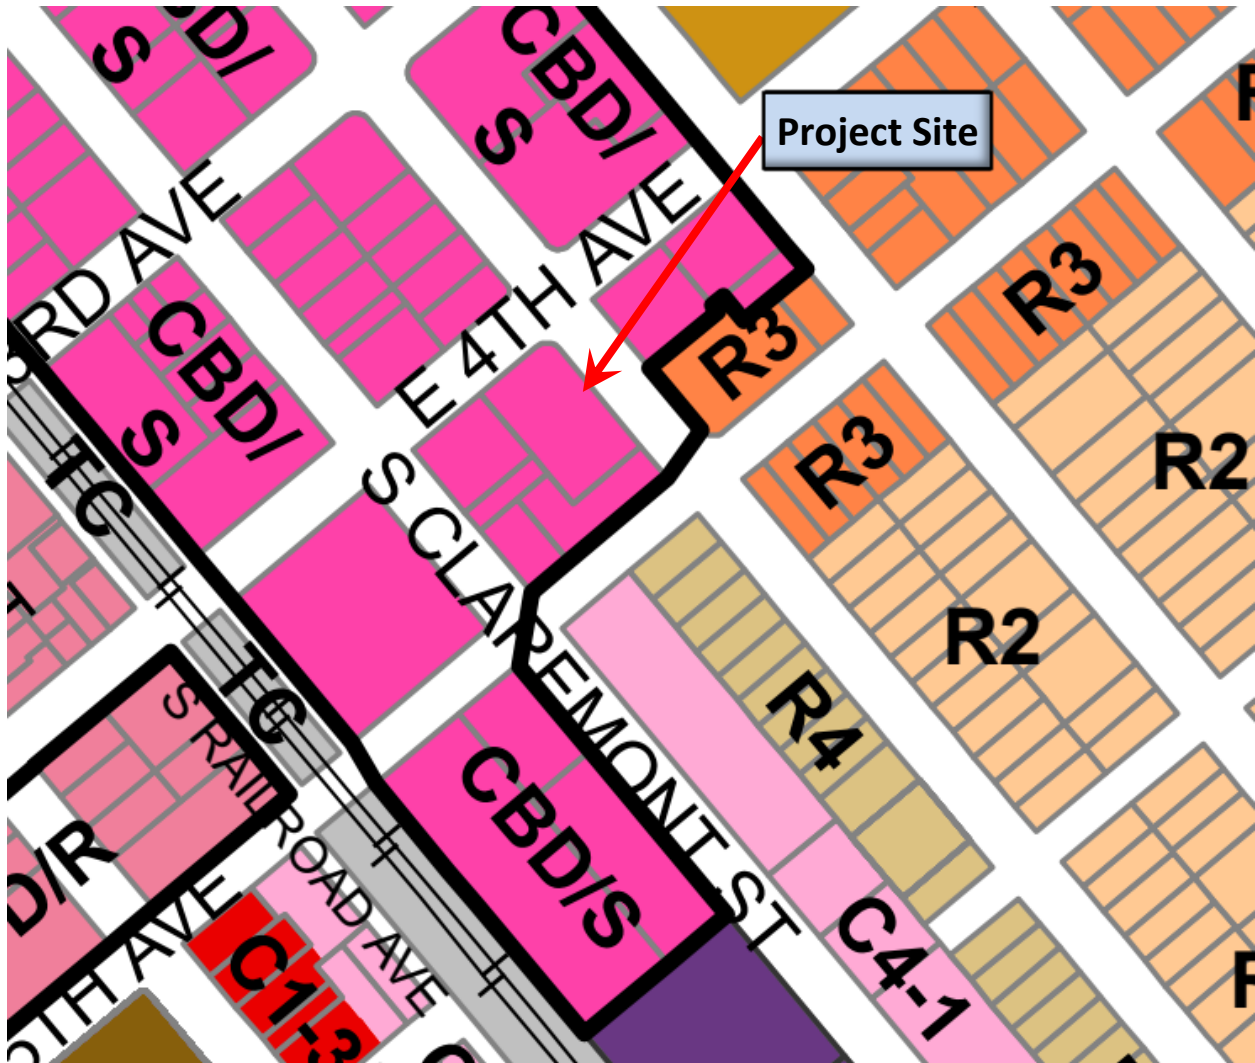 CBD/
S
D/
S
Project Site
R
E 4TH AVE
3RD AVE
R3
CBD/
S
R3
R3
R2
TC
S CLAREMONT ST
R2
TC
R4
S RAILROAD AVE
CBD/S
D/R
C4-1
TH AVE
C1-3
R